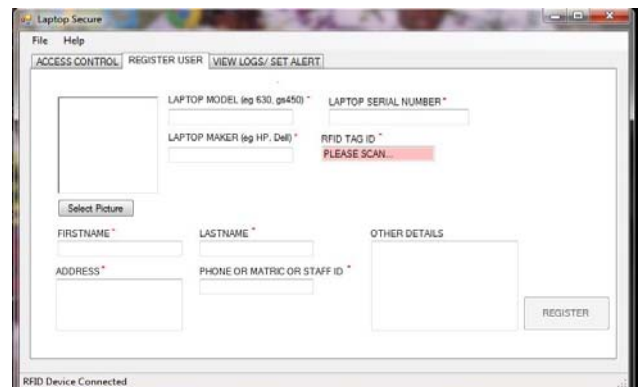 Laptop Secure
File Help
ACCESS CONTROL REGISTER USER VIEW LOGS/ SET ALERT
LAPTOP MODEL (eg 630, gs450) * LAPTOP SERIAL NUMBER *
LAPTOP MAKER (eg HP, Dell) * RFID TAG ID *
PLEASE SCAN...
Select Picture
FIRSTNAME * LASTNAME * OTHER DETAILS
ADDRESS * PHONE OR MATRIC OR STAFF ID *
REGISTER
RFID Device Connected